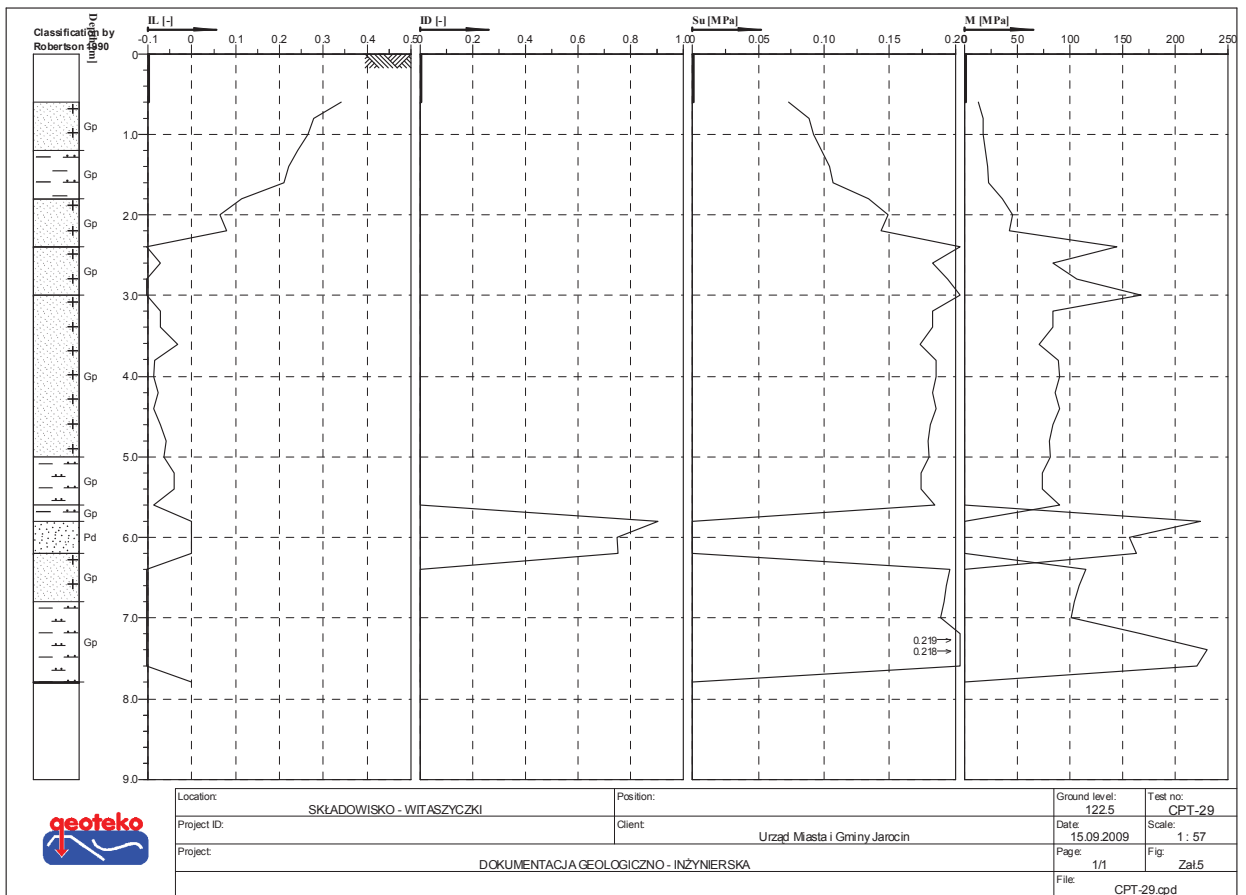 Classification by
Robertson 1990
Depth [m]
IL [-]
-0.1 0 0.1 0.2 0.3 0.4 0.5
ID [-]
0 0.2 0.4 0.6 0.8 1.0
Su [MPa]
0 0.05 0.10 0.15 0.20
M [MPa]
0 50 100 150 200 250
0
Gp
1.0
Gp
2.0
Gp
Gp
3.0
Gp
4.0
5.0
Gp
Gp
Pd
6.0
Gp
7.0
Gp
0.219
0.218
8.0
9.0
geoteko
Location:
SKŁADOWISKO - WITASZYCZKI
Position:
Ground level:
122.5
Test no:
CPT-29
Project ID:
Client:
Urząd Miasta i Gminy Jarocin
Date:
15.09.2009
Scale:
1 : 57
Project:
DOKUMENTACJA GEOLOGICZNO - INŻYNIERSKA
Page:
1/1
Fig:
Zał.5
File:
CPT-29.cpd